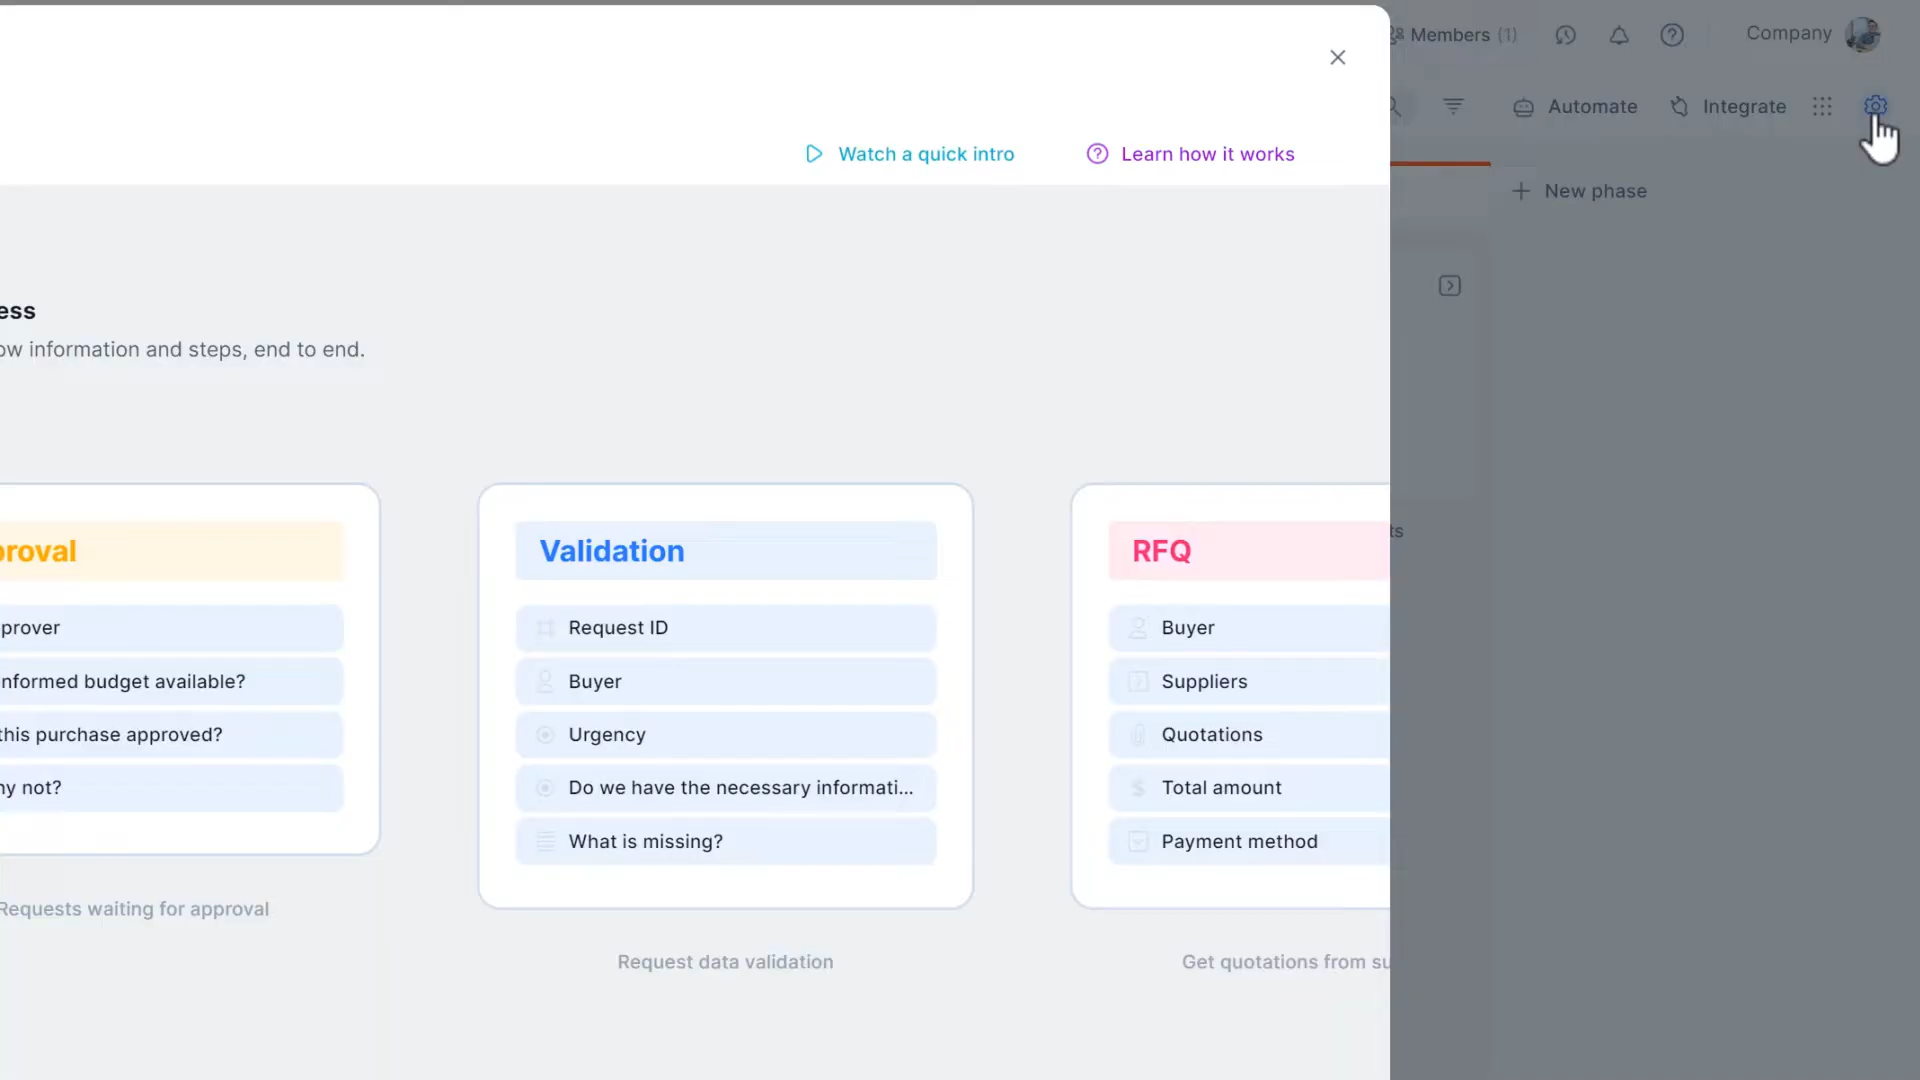 Members (1)
Company
Automate
Integrate
Watch a quick intro
Learn how it works
New phase
ess
ow information and steps, end to end.
proval
prover
nformed budget available?
this purchase approved?
hy not?
Requests waiting for approval
Validation
Request ID
Buyer
Urgency
Do we have the necessary informati...
What is missing?
Request data validation
RFQ
Buyer
Suppliers
Quotations
Total amount
Payment method
Get quotations from su
ts